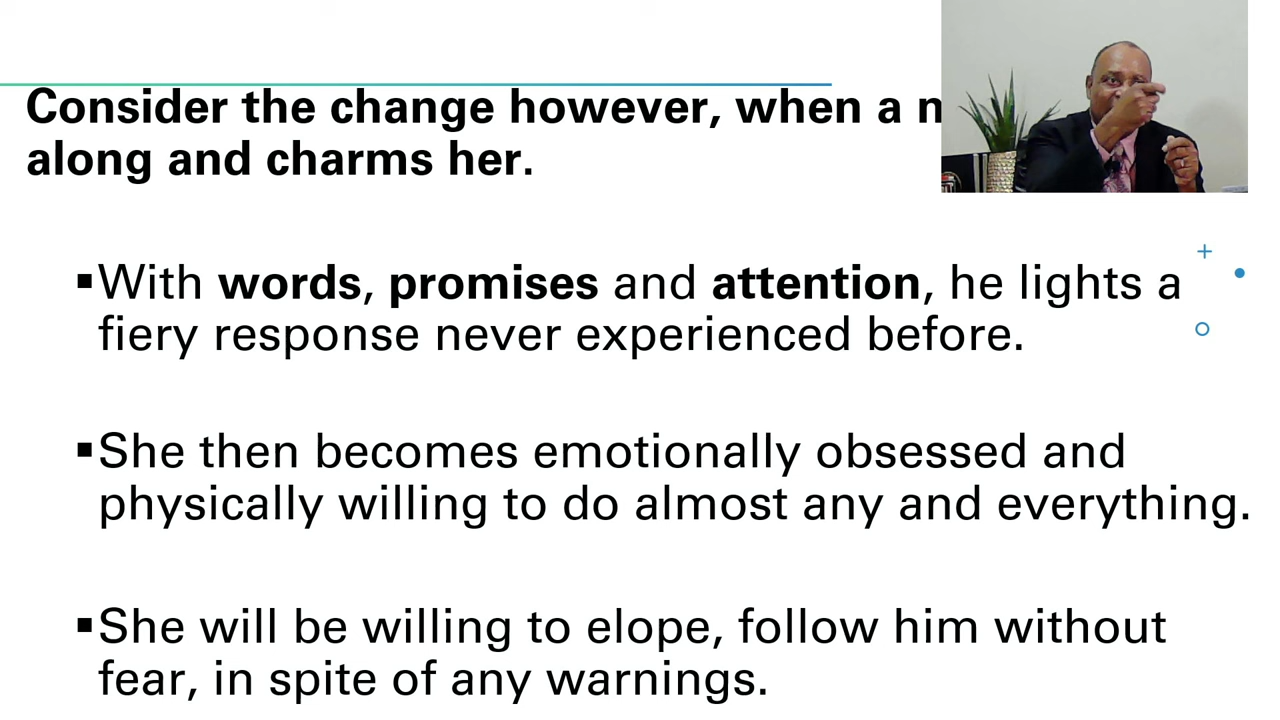 Consider the change however, when a
along and charms her.
▪With words, promises and attention, he lights a
fiery response never experienced before.
▪She then becomes emotionally obsessed and
physically willing to do almost any and everything.
▪She will be willing to elope, follow him without
fear, in spite of any warnings.